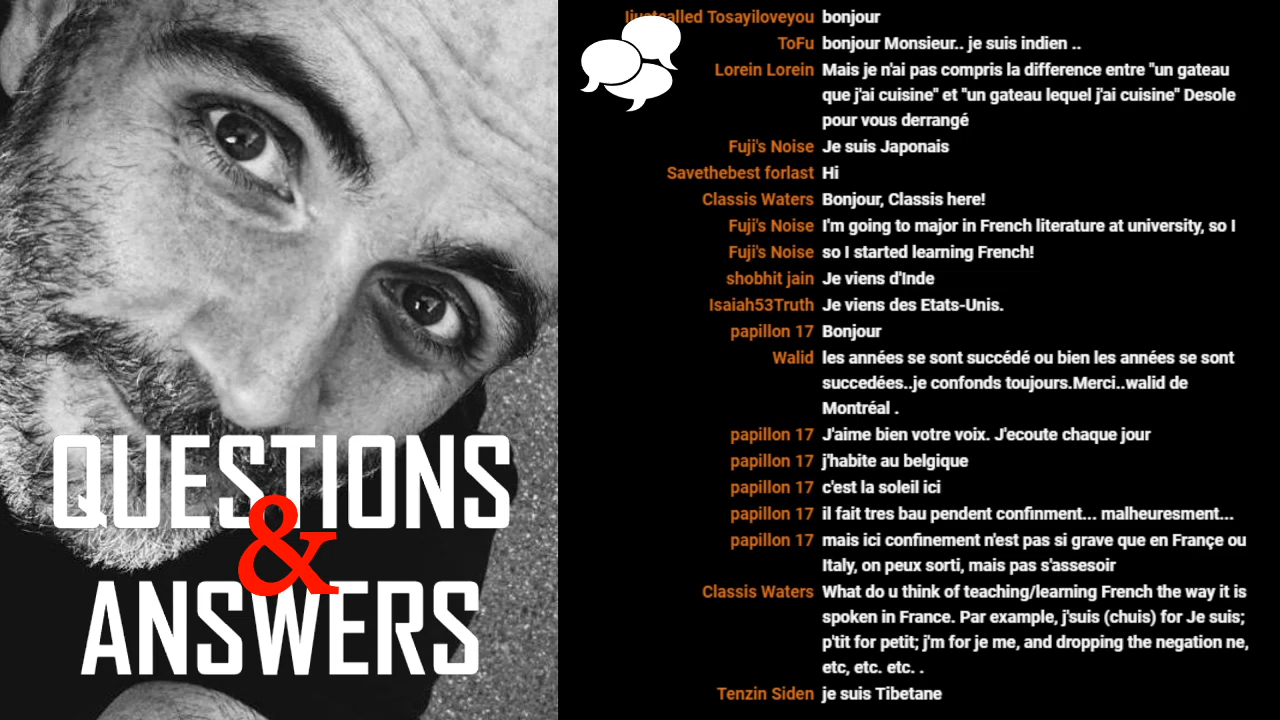 QUESTIONS
&
ANSWERS
Ijustcalled Tosayiloveyou bonjour
ToFu bonjour Monsieur.. je suis indien ..
Lorein Lorein Mais je n'ai pas compris la difference entre "un gateau
que j'ai cuisine" et "un gateau lequel j'ai cuisine" Desole
pour vous derrangé
Fuji's Noise Je suis Japonais
Savethebest forlast Hi
Classis Waters Bonjour, Classis here!
Fuji's Noise I'm going to major in French literature at university, so I
Fuji's Noise so I started learning French!
shobhit jain Je viens d'Inde
Isaiah53Truth Je viens des Etats-Unis.
papillon 17 Bonjour
Walid les années se sont succédé ou bien les années se sont
succedées..je confonds toujours.Merci..walid de
Montréal .
papillon 17 J'aime bien votre voix. J'ecoute chaque jour
papillon 17 j'habite au belgique
papillon 17 c'est la soleil ici
papillon 17 il fait tres bau pendent confinment... malheuresment...
papillon 17 mais ici confinement n'est pas si grave que en Françe ou
Italy, on peux sorti, mais pas s'assesoir
Classis Waters What do u think of teaching/learning French the way it is
spoken in France. Par example, j'suis (chuis) for Je suis;
p'tit for petit; j'm for je me, and dropping the negation ne,
etc, etc. etc. .
Tenzin Siden je suis Tibetane